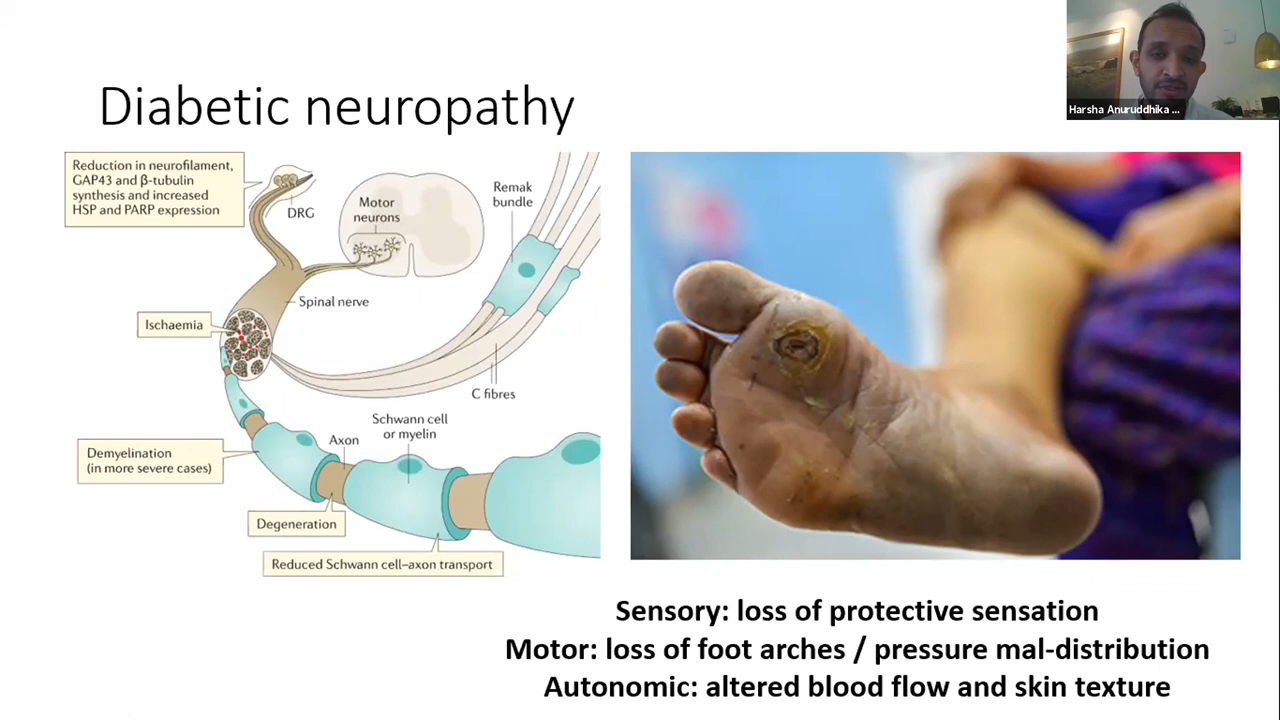 Harsha Anuruddhika ...
Diabetic neuropathy
Reduction in neurofilament,
GAP43 and β-tubulin
synthesis and increased
HSP and PARP expression
DRG
Motor
neurons
Remak
bundle
Spinal nerve
Ischaemia
C fibres
Schwann cell
or myelin
Axon
Demyelination
(in more severe cases)
Degeneration
Reduced Schwann cell–axon transport
Sensory: loss of protective sensation
Motor: loss of foot arches / pressure mal-distribution
Autonomic: altered blood flow and skin texture